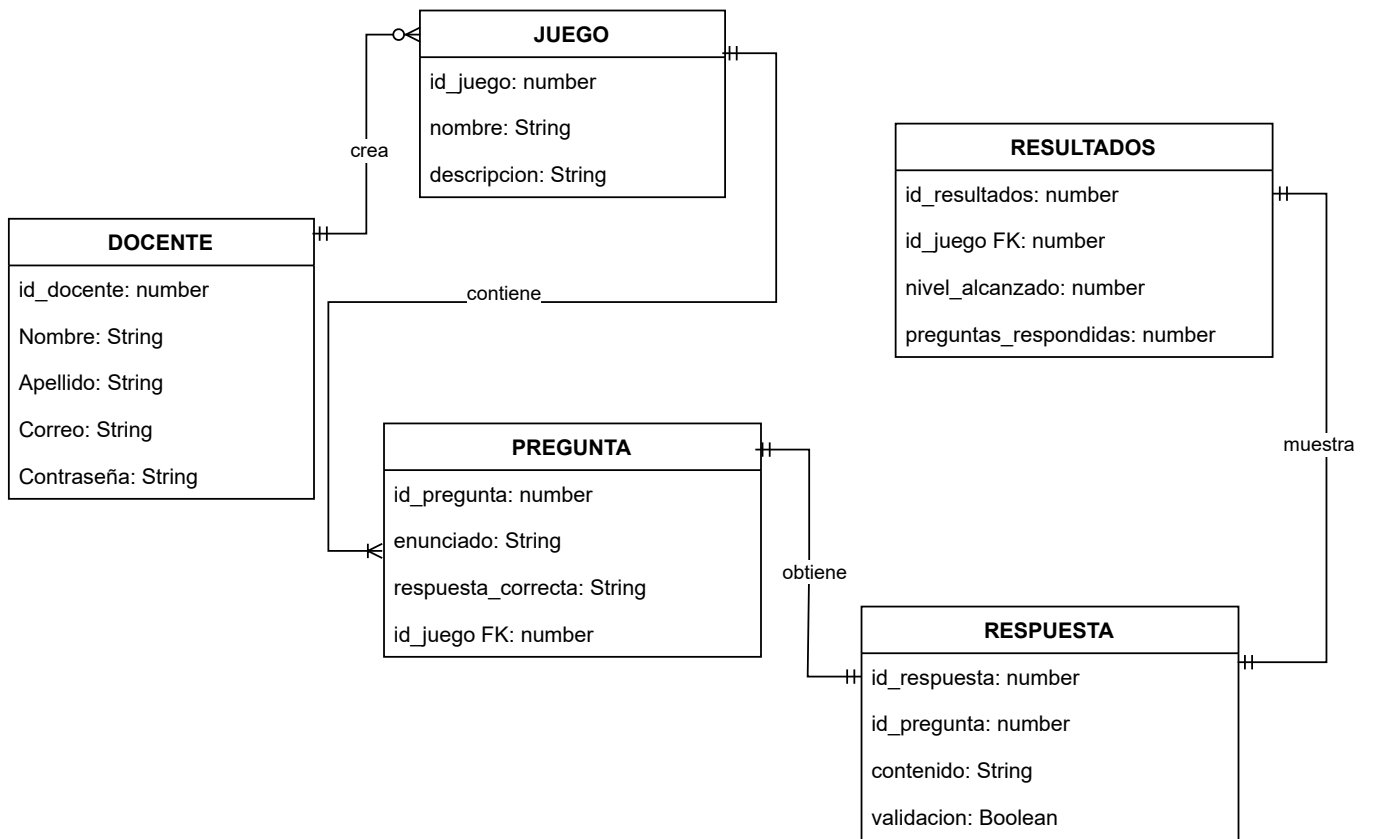 JUEGO
id_juego: number
nombre: String
descripcion: String
crea
DOCENTE
id_docente: number
Nombre: String
Apellido: String
Correo: String
Contraseña: String
contiene
RESULTADOS
id_resultados: number
id_juego FK: number
nivel_alcanzado: number
preguntas_respondidas: number
muestra
PREGUNTA
id_pregunta: number
enunciado: String
respuesta_correcta: String
id_juego FK: number
obtiene
RESPUESTA
id_respuesta: number
id_pregunta: number
contenido: String
validacion: Boolean